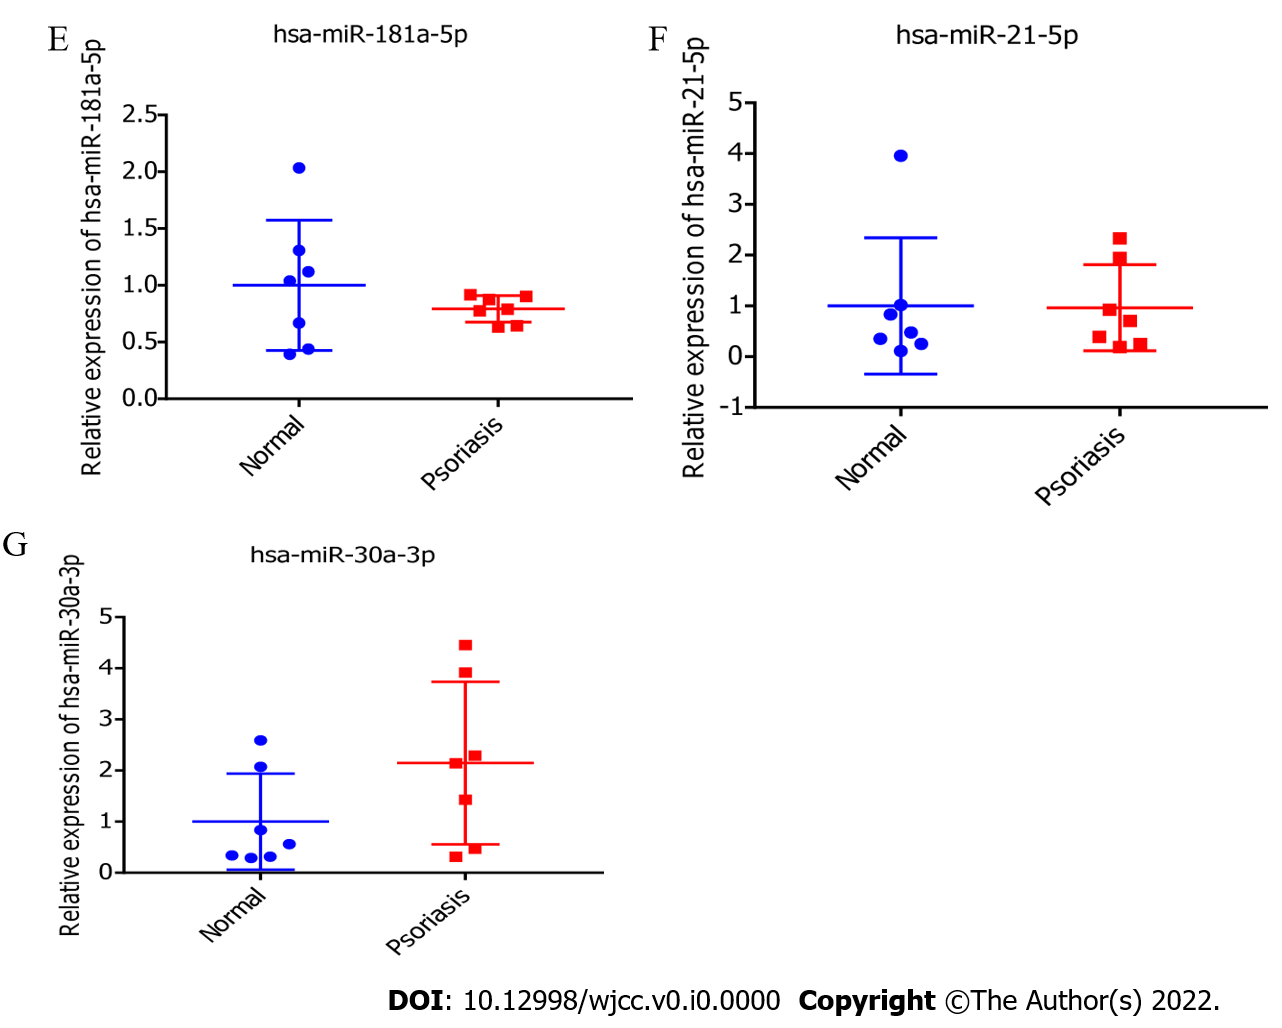 E
hsa-miR-181a-5p
Relative expression of hsa-miR-181a-5p
2.5
2.0
1.5
1.0
0.5
0.0
Normal
Psoriasis
F
hsa-miR-21-5p
Relative expression of hsa-miR-21-5p
5
4
3
2
1
0
-1
Normal
Psoriasis
G
hsa-miR-30a-3p
Relative expression of hsa-miR-30a-3p
5
4
3
2
1
0
Normal
Psoriasis
DOI: 10.12998/wjcc.v0.i0.0000 Copyright ©The Author(s) 2022.